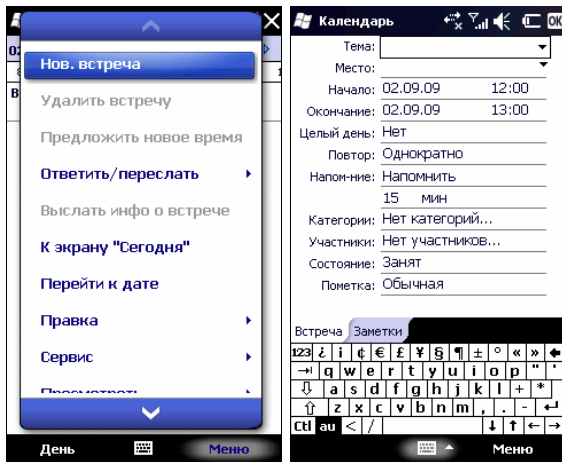 02
Нов. встреча
Удалить встречу
Предложить новое время
Ответить/переслать
Выслать инфо о встрече
К экрану "Сегодня"
Перейти к дате
Правка
Сервис
Просмотреть
День
Меню
Календарь
OK
Тема:
Место:
Начало: 02.09.09 12:00
Окончание: 02.09.09 13:00
Целый день: Нет
Повтор: Однократно
Напом-ние: Напомнить
15 мин
Категории: Нет категорий...
Участники: Нет участников...
Состояние: Занят
Пометка: Обычная
Встреча Заметки
123 ¿ i ¢ € £ ¥ § ¶ ± º « »
q w e r t y u i o p " '
a s d f g h j k l + *
z x c v b n m , . -
Ctl au < /
Меню